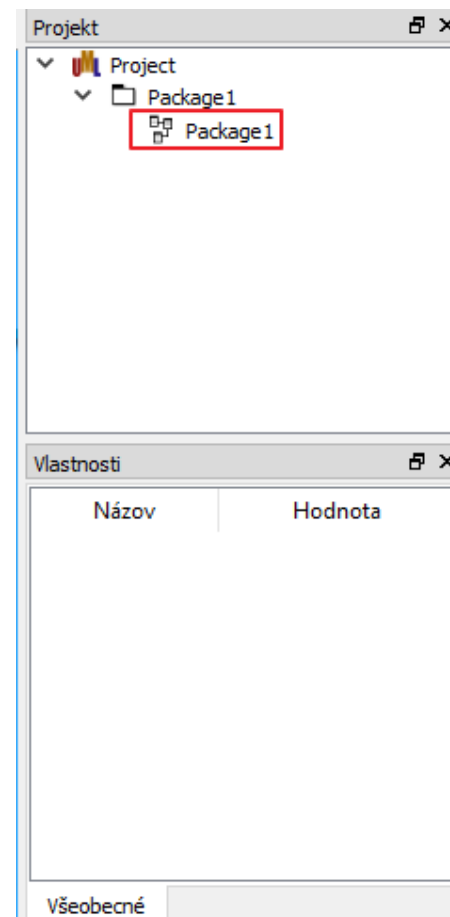 Projekt
Project
Package1
Package1
Vlastnosti
Názov Hodnota
Všeobecné